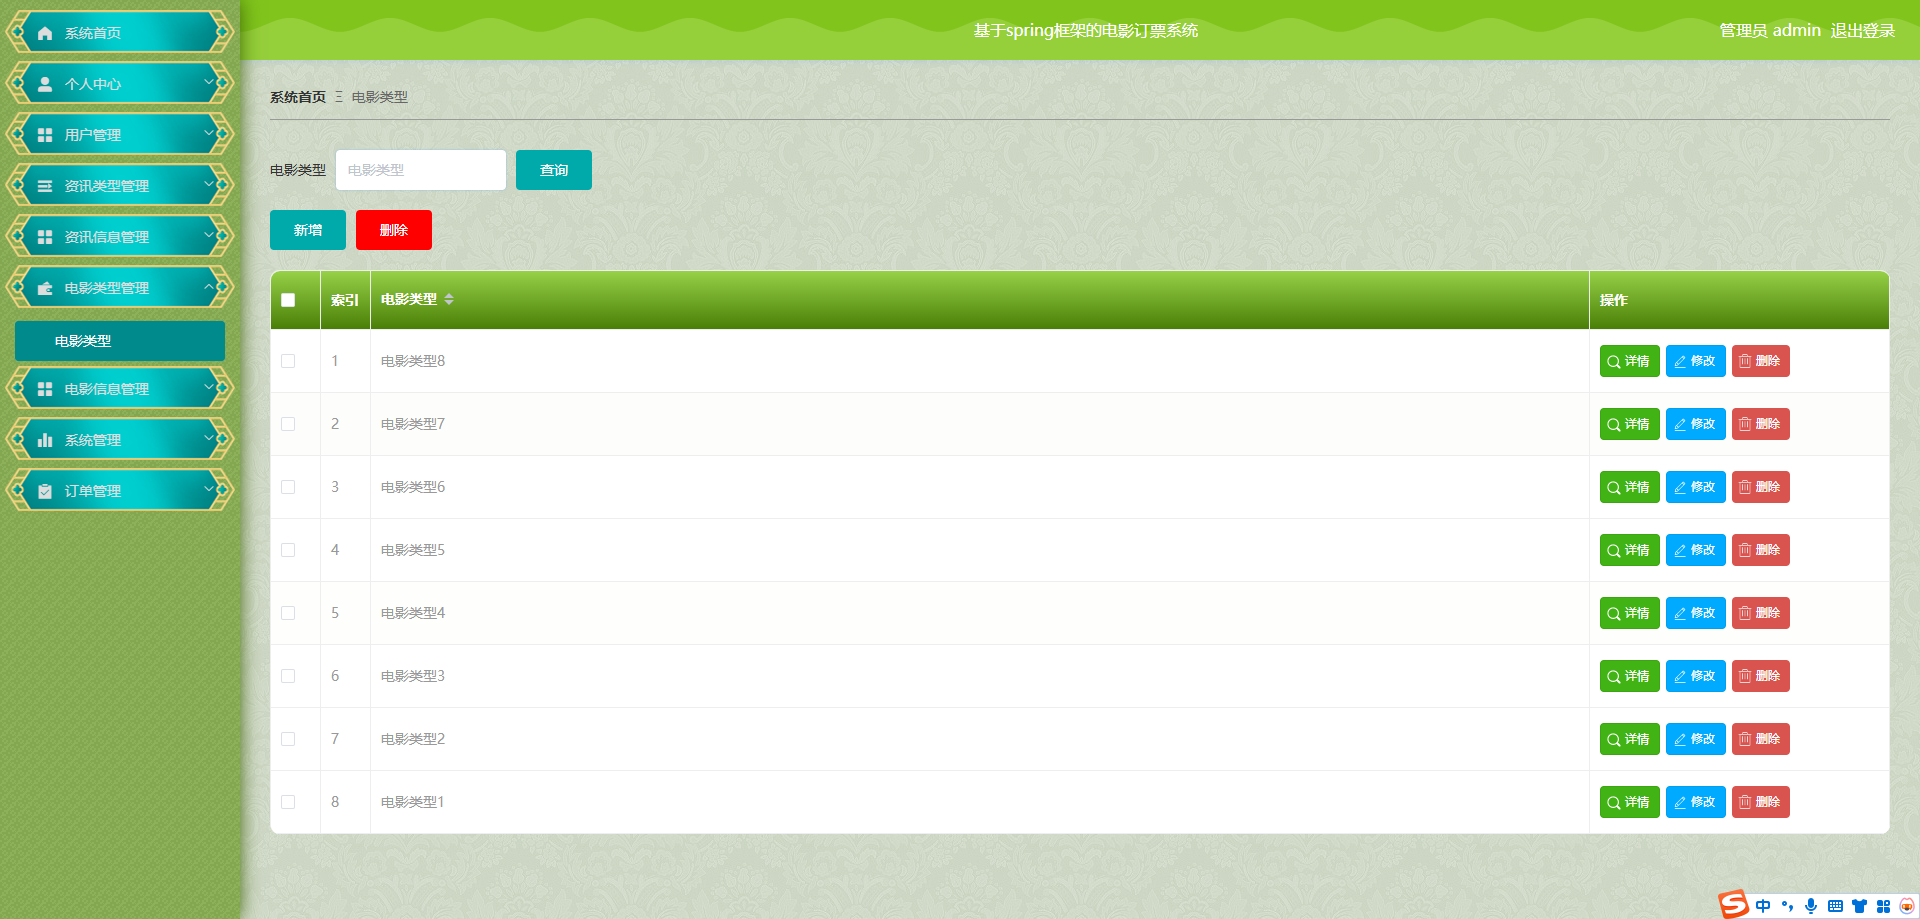 基于spring框架的电影订票系统
管理员 admin 退出登录
系统首页
个人中心
用户管理
资讯类型管理
资讯信息管理
电影类型管理
电影类型
电影信息管理
系统管理
订单管理
系统首页 Ξ 电影类型
电影类型 电影类型 查询
新增 删除
索引 电影类型 操作
1 电影类型8 详情 修改 删除
2 电影类型7 详情 修改 删除
3 电影类型6 详情 修改 删除
4 电影类型5 详情 修改 删除
5 电影类型4 详情 修改 删除
6 电影类型3 详情 修改 删除
7 电影类型2 详情 修改 删除
8 电影类型1 详情 修改 删除
中